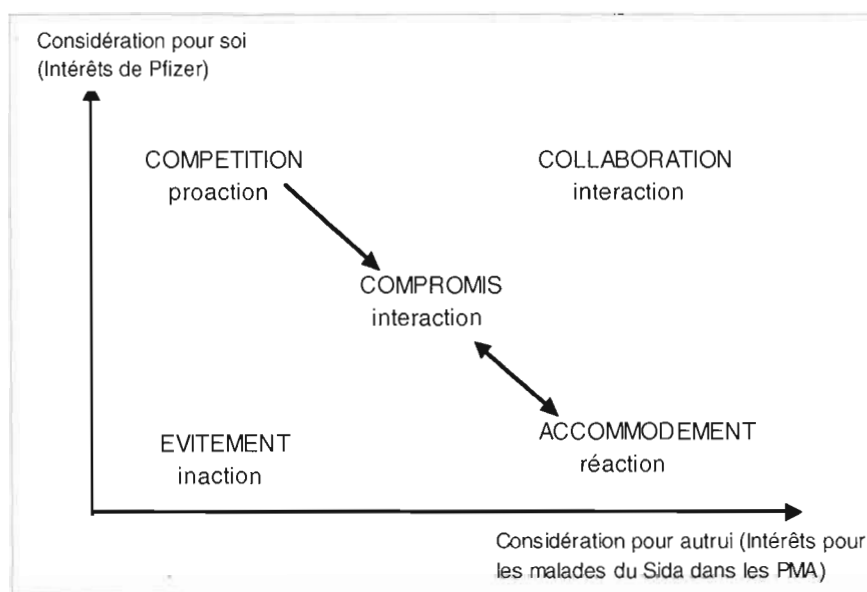 Considération pour soi
(Intérêts de Pfizer)
COMPETITION
proaction
COLLABORATION
interaction
COMPROMIS
interaction
EVITEMENT
inaction
ACCOMMODEMENT
réaction
Considération pour autrui (Intérêts pour
les malades du Sida dans les PMA)